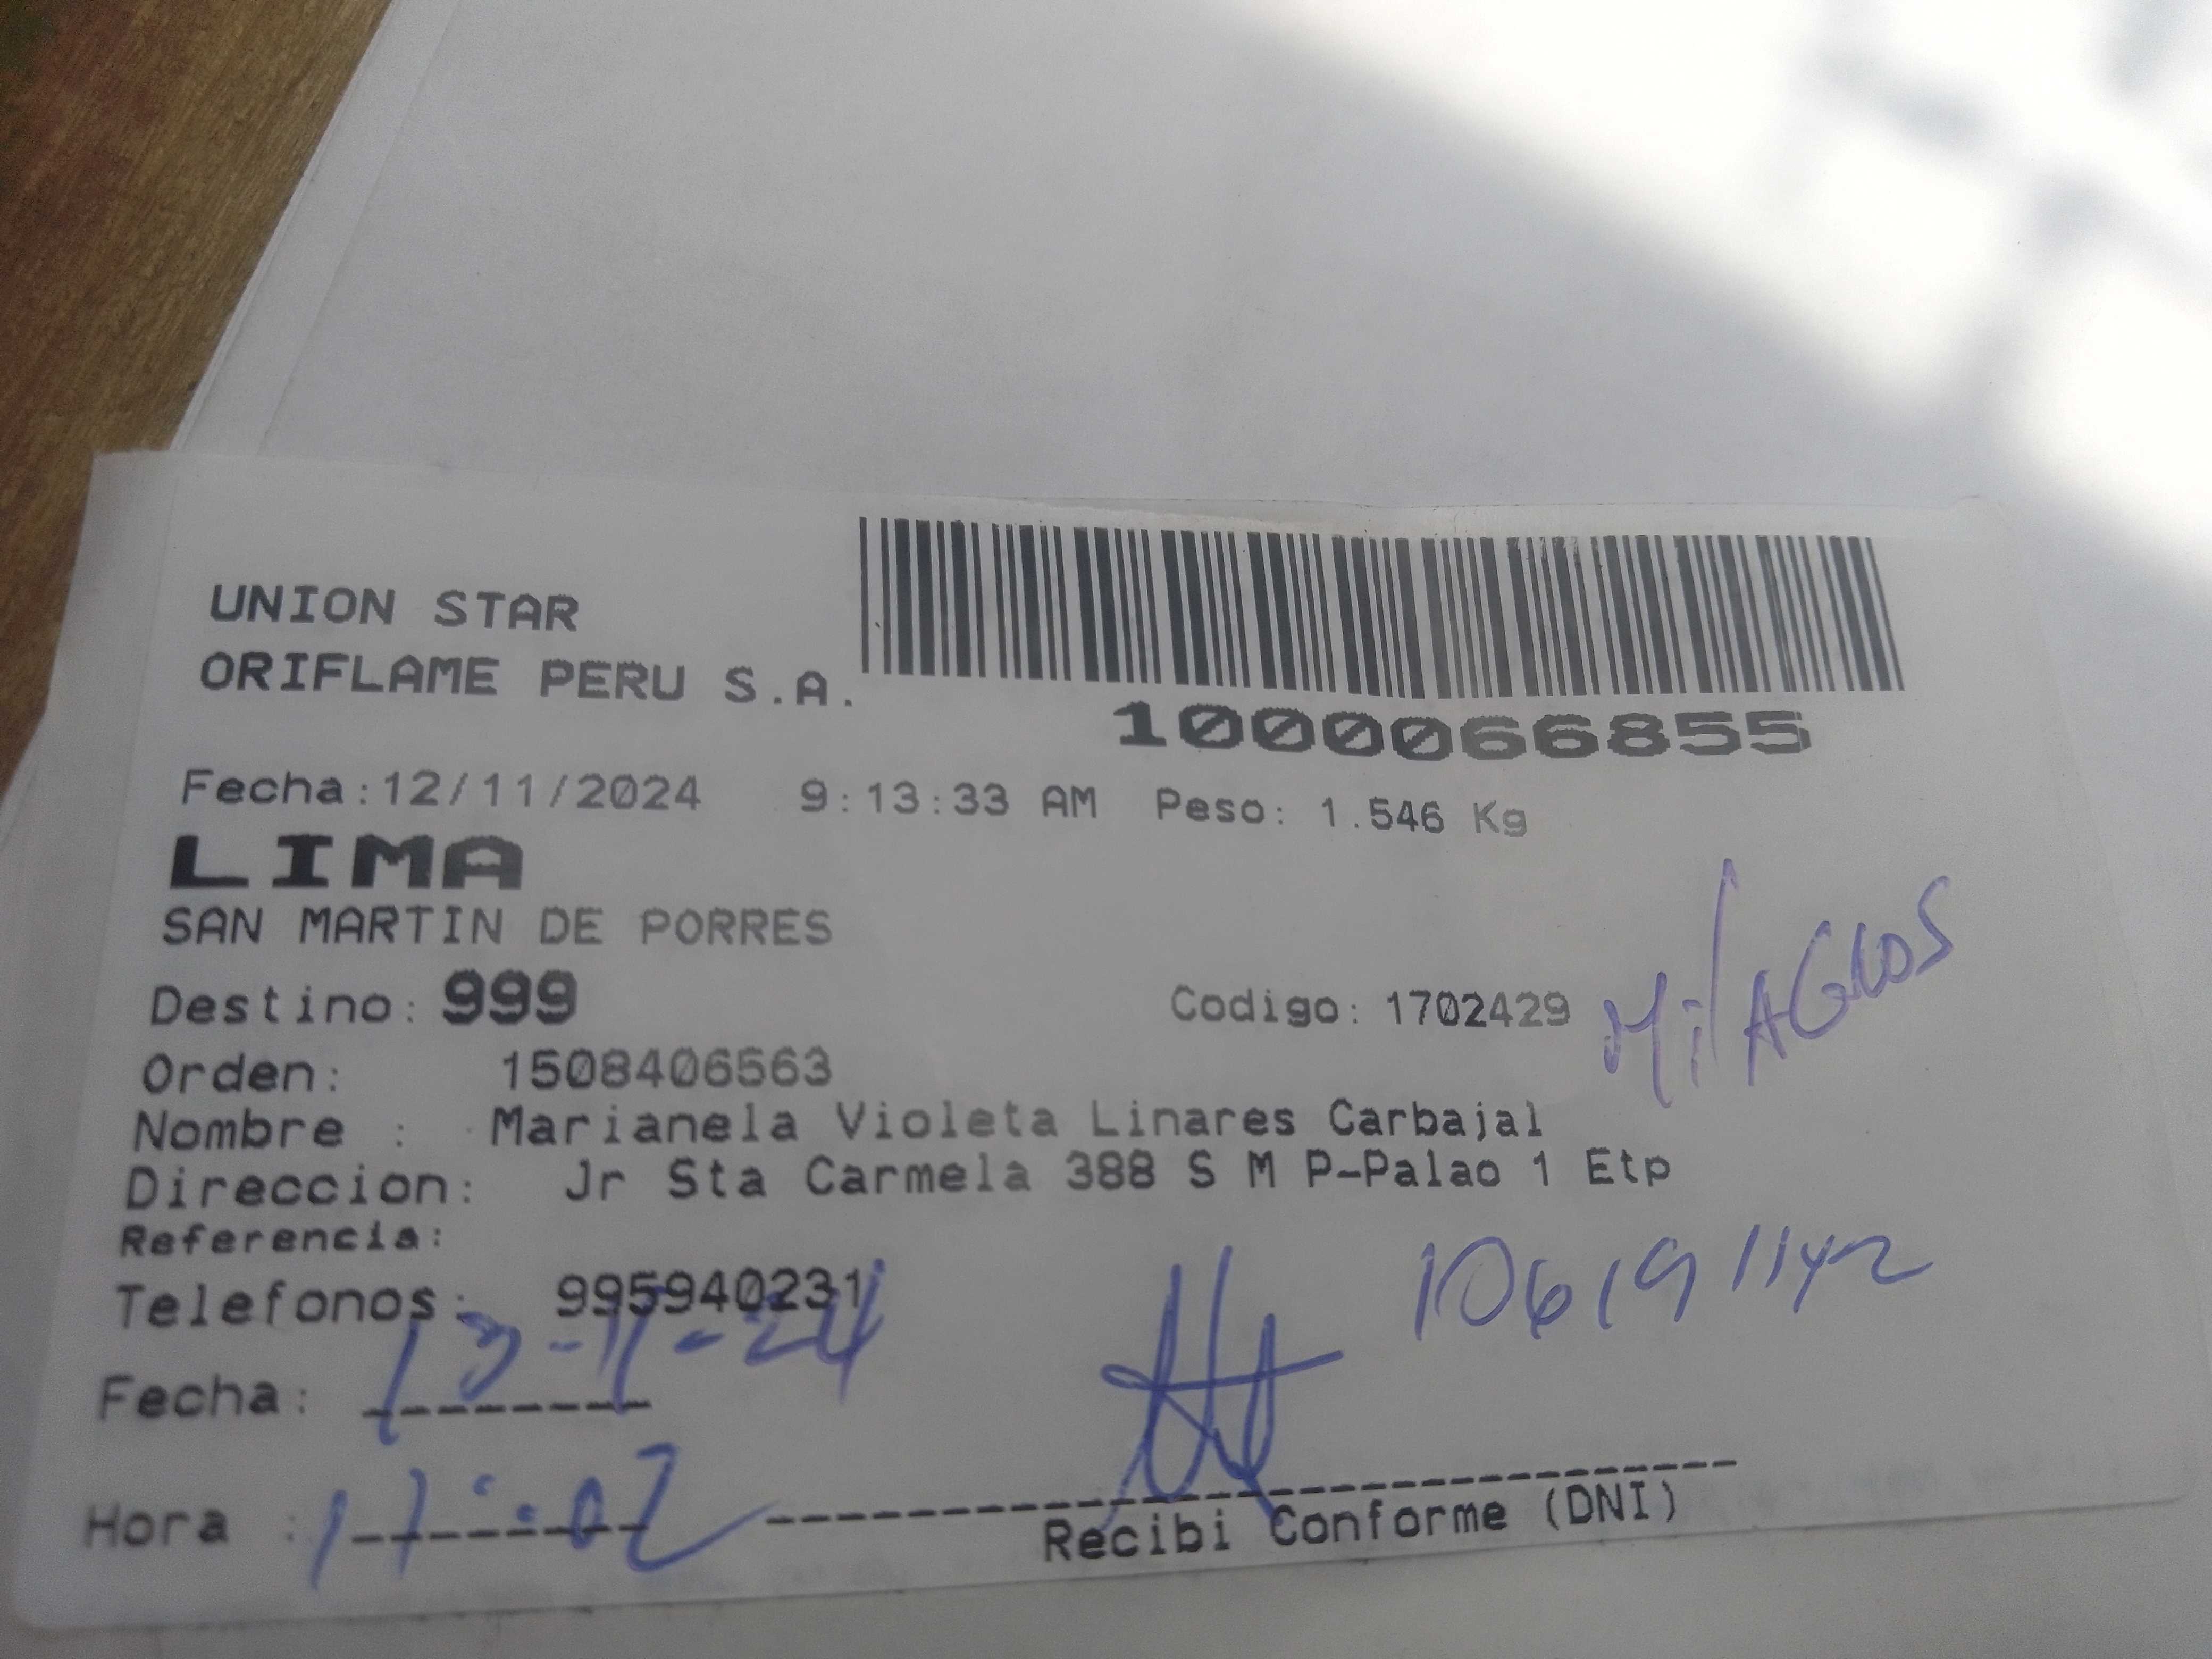 UNION STAR
ORIFLAME PERU S.A.
1000066855
Fecha:12/11/2024 9:13:33 AM Peso: 1.546 Kg
LIMA
SAN MARTIN DE PORRES
Destino: 999 Codigo: 1702429
MilAGROS
Orden: 1508406563
Nombre : Marianela Violeta Linares Carbajal
Direccion: Jr Sta Carmela 388 S M P-Palao 1 Etp
Referencia:
Telefonos: 995940231
Fecha: 13-11-24
Hora : 17:02
Recibi Conforme (DNI)